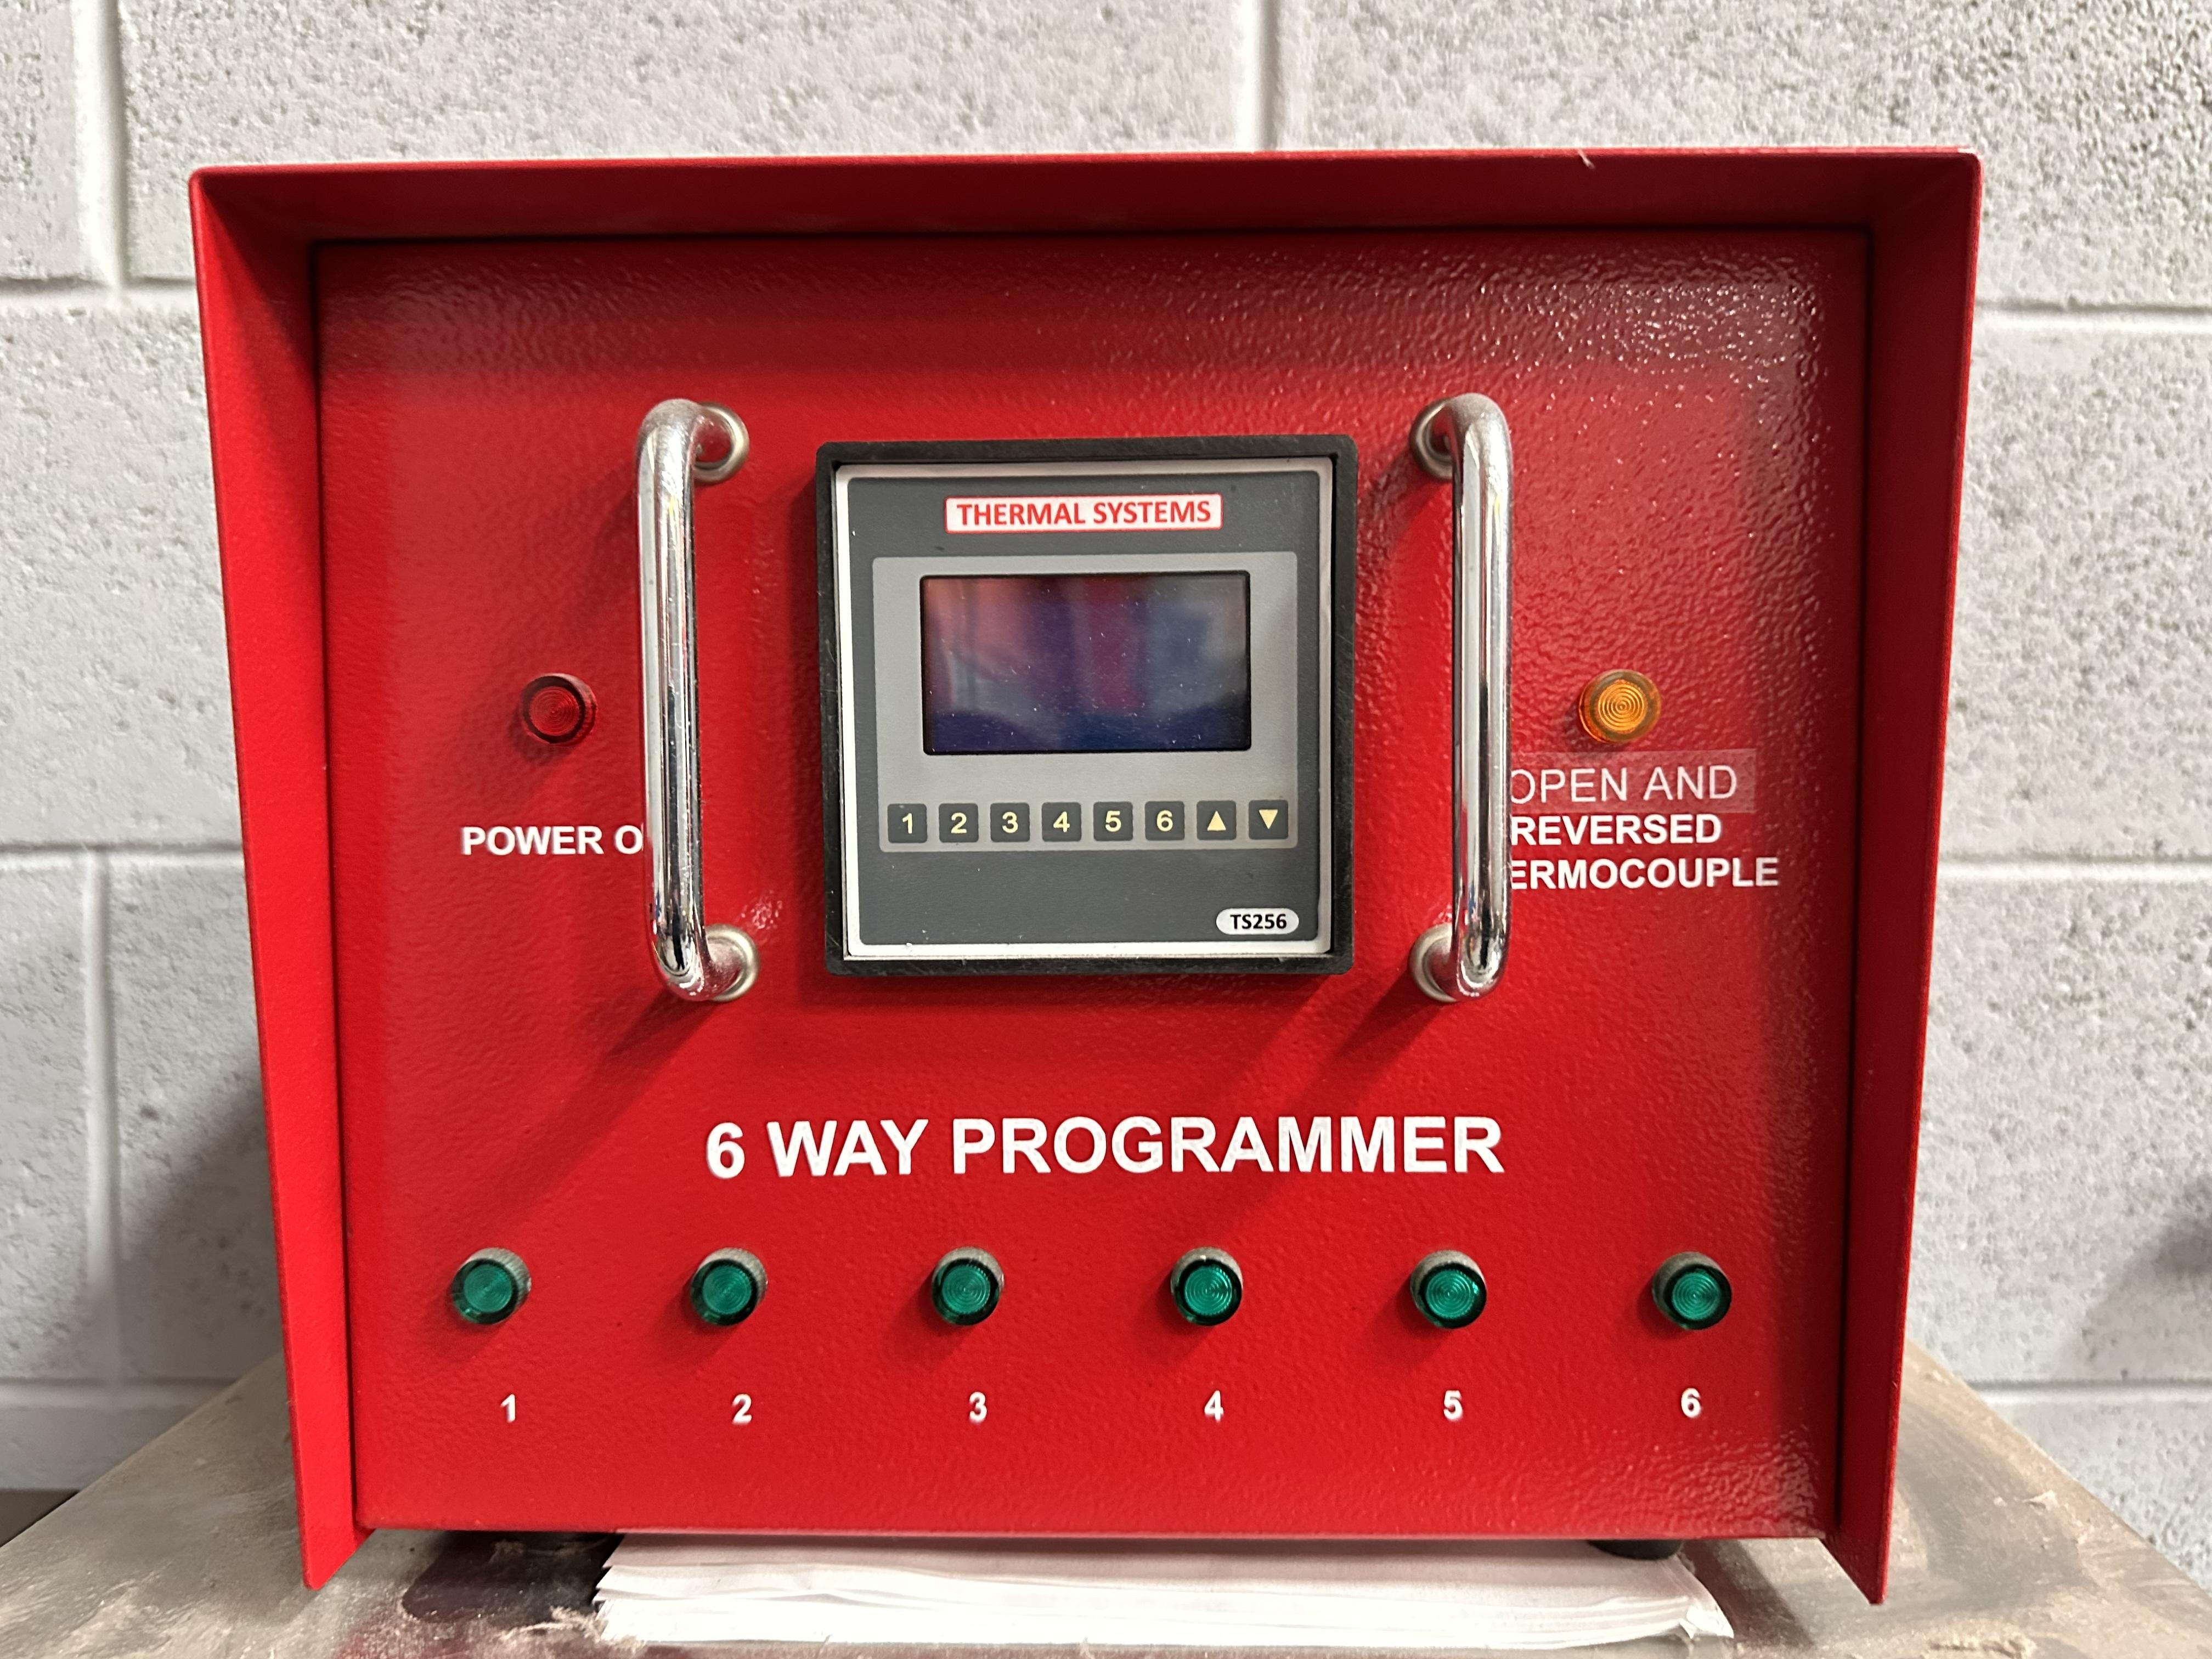 THERMAL SYSTEMS
1 2 3 4 5 6 ▲ ▼
TS256
POWER O
OPEN AND
REVERSED
ERMOCOUPLE
6 WAY PROGRAMMER
1 2 3 4 5 6